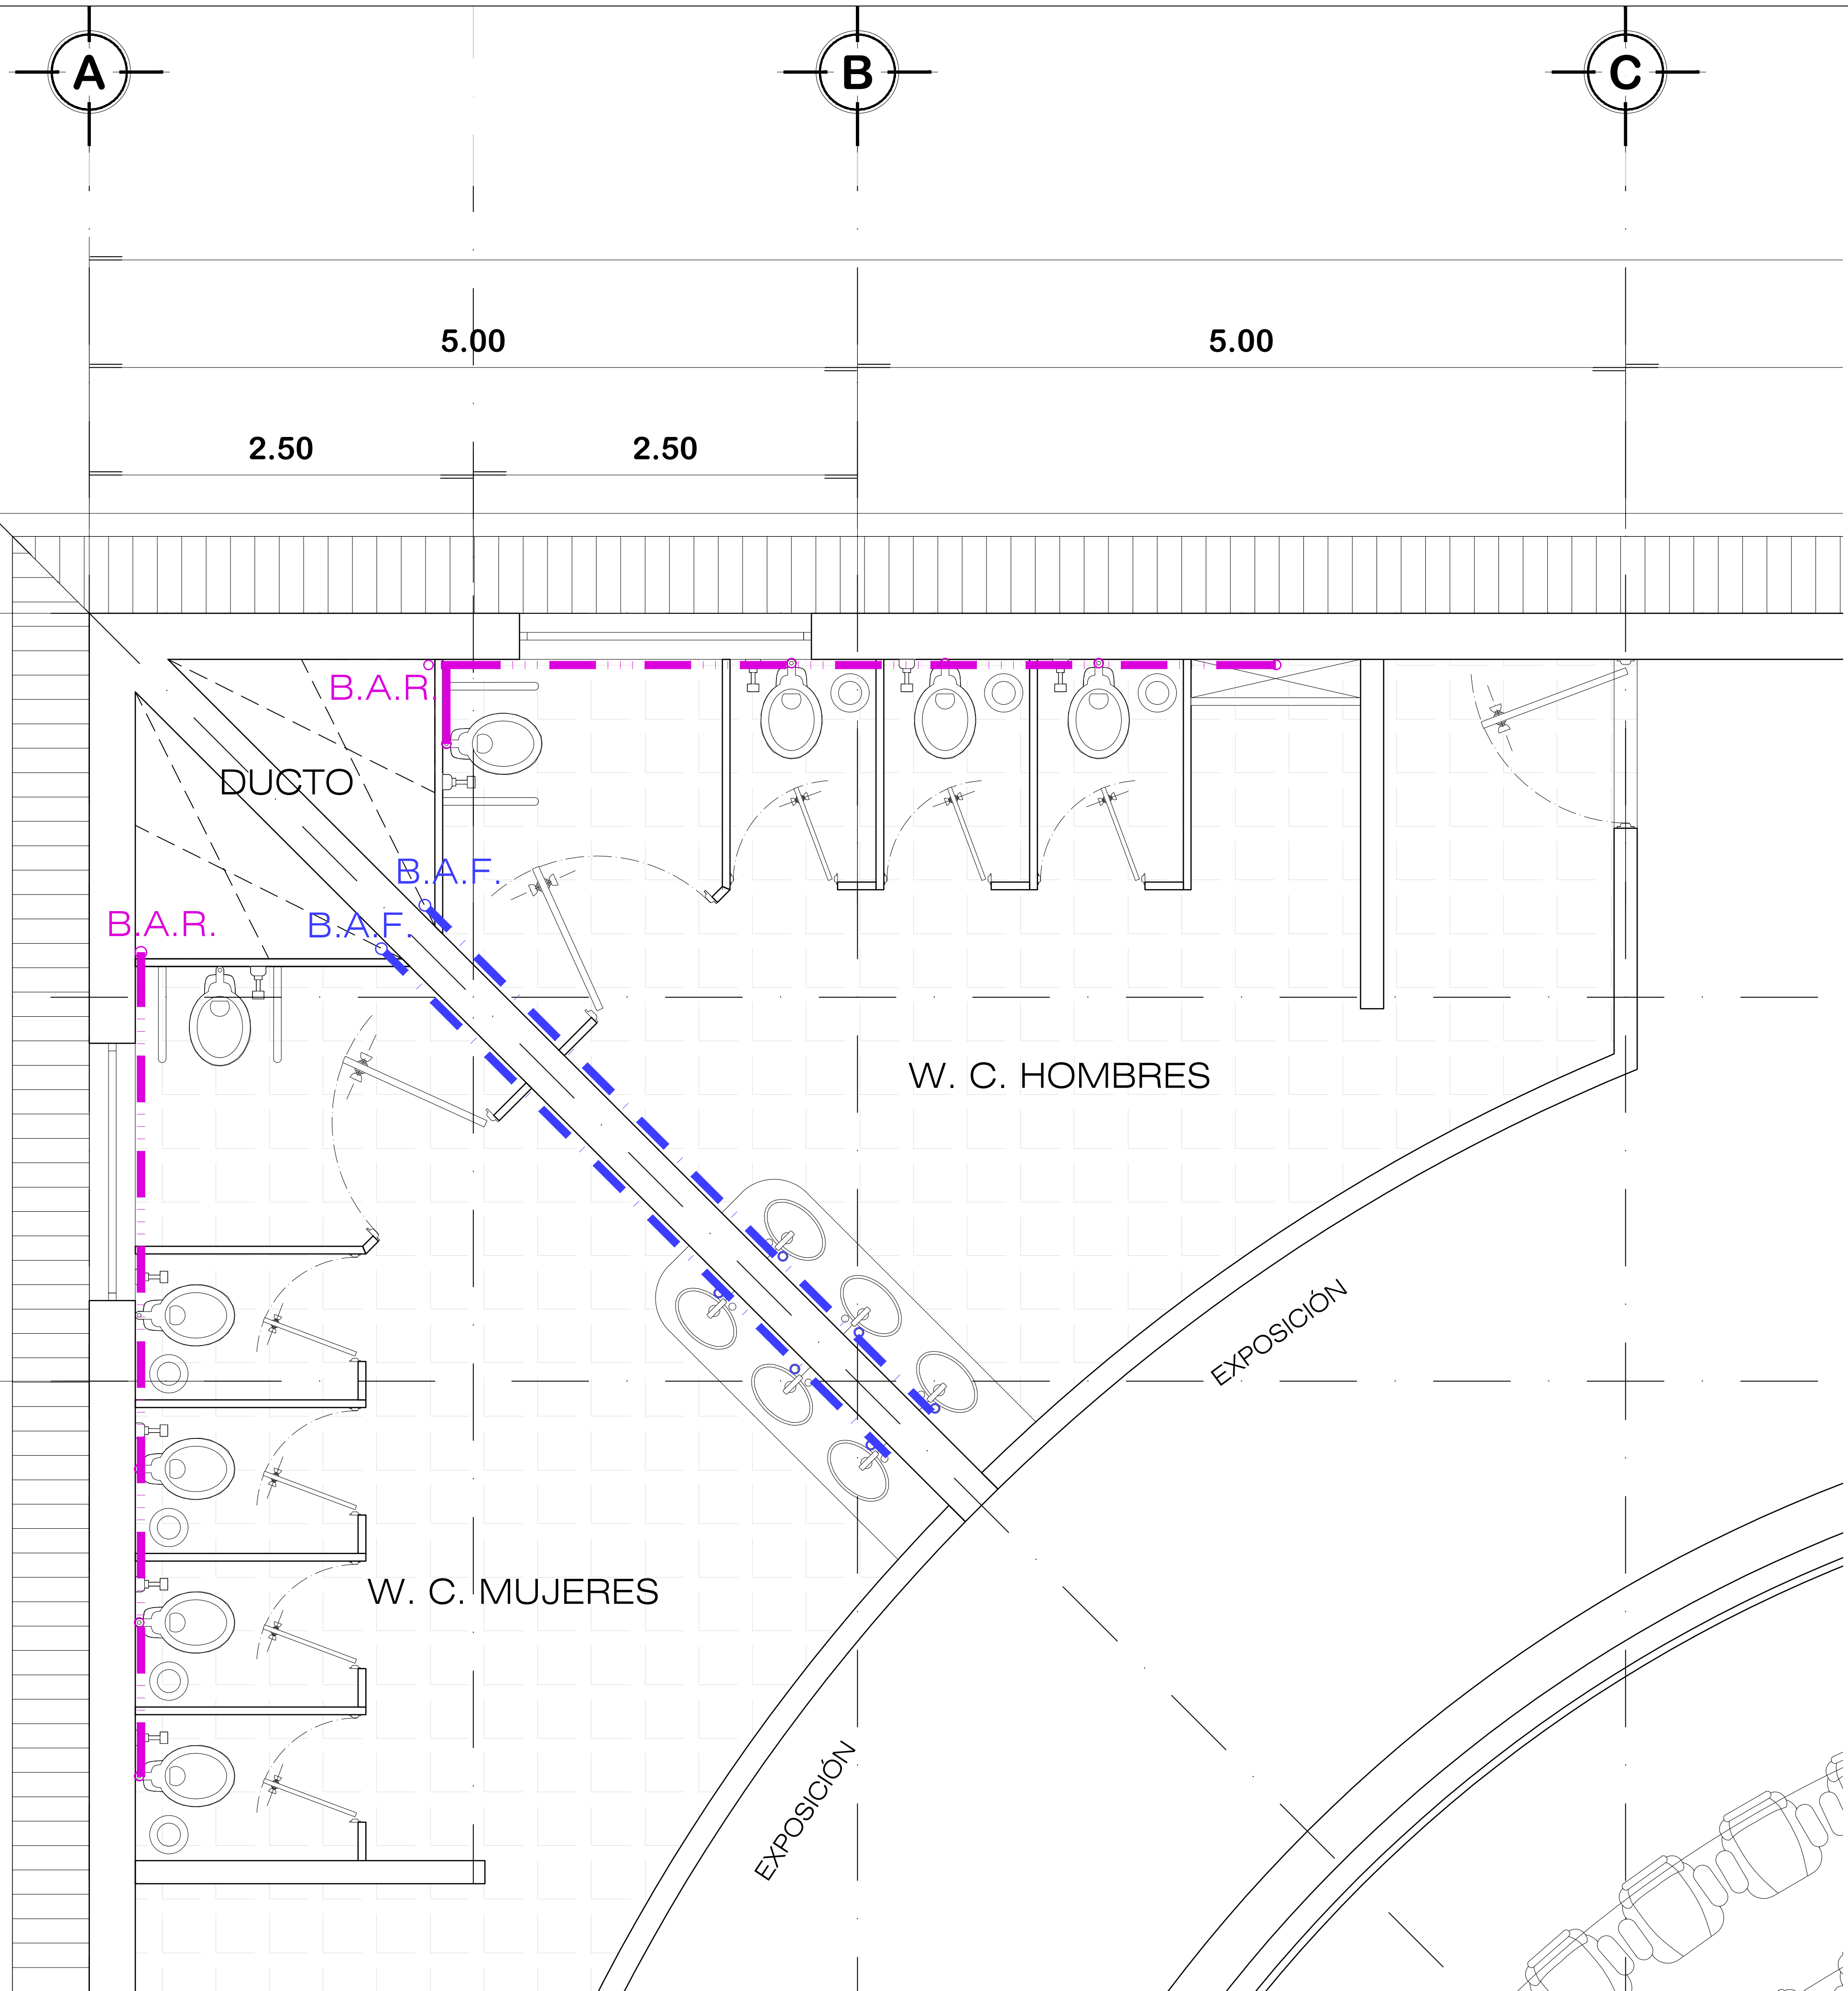 A
B
C
5.00
5.00
2.50
2.50
B.A.R.
DUCTO
B.A.F.
B.A.R.
B.A.F.
W. C. HOMBRES
EXPOSICIÓN
W. C. MUJERES
EXPOSICIÓN